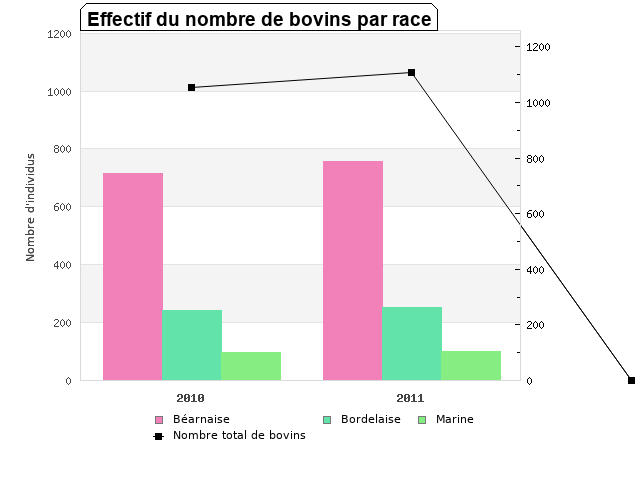 Effectif du nombre de bovins par race
1200
1000
800
600
400
200
0
Nombre d'individus
1200
1000
800
600
400
200
0
2010
2011
Béarnaise
Bordelaise
Marine
Nombre total de bovins